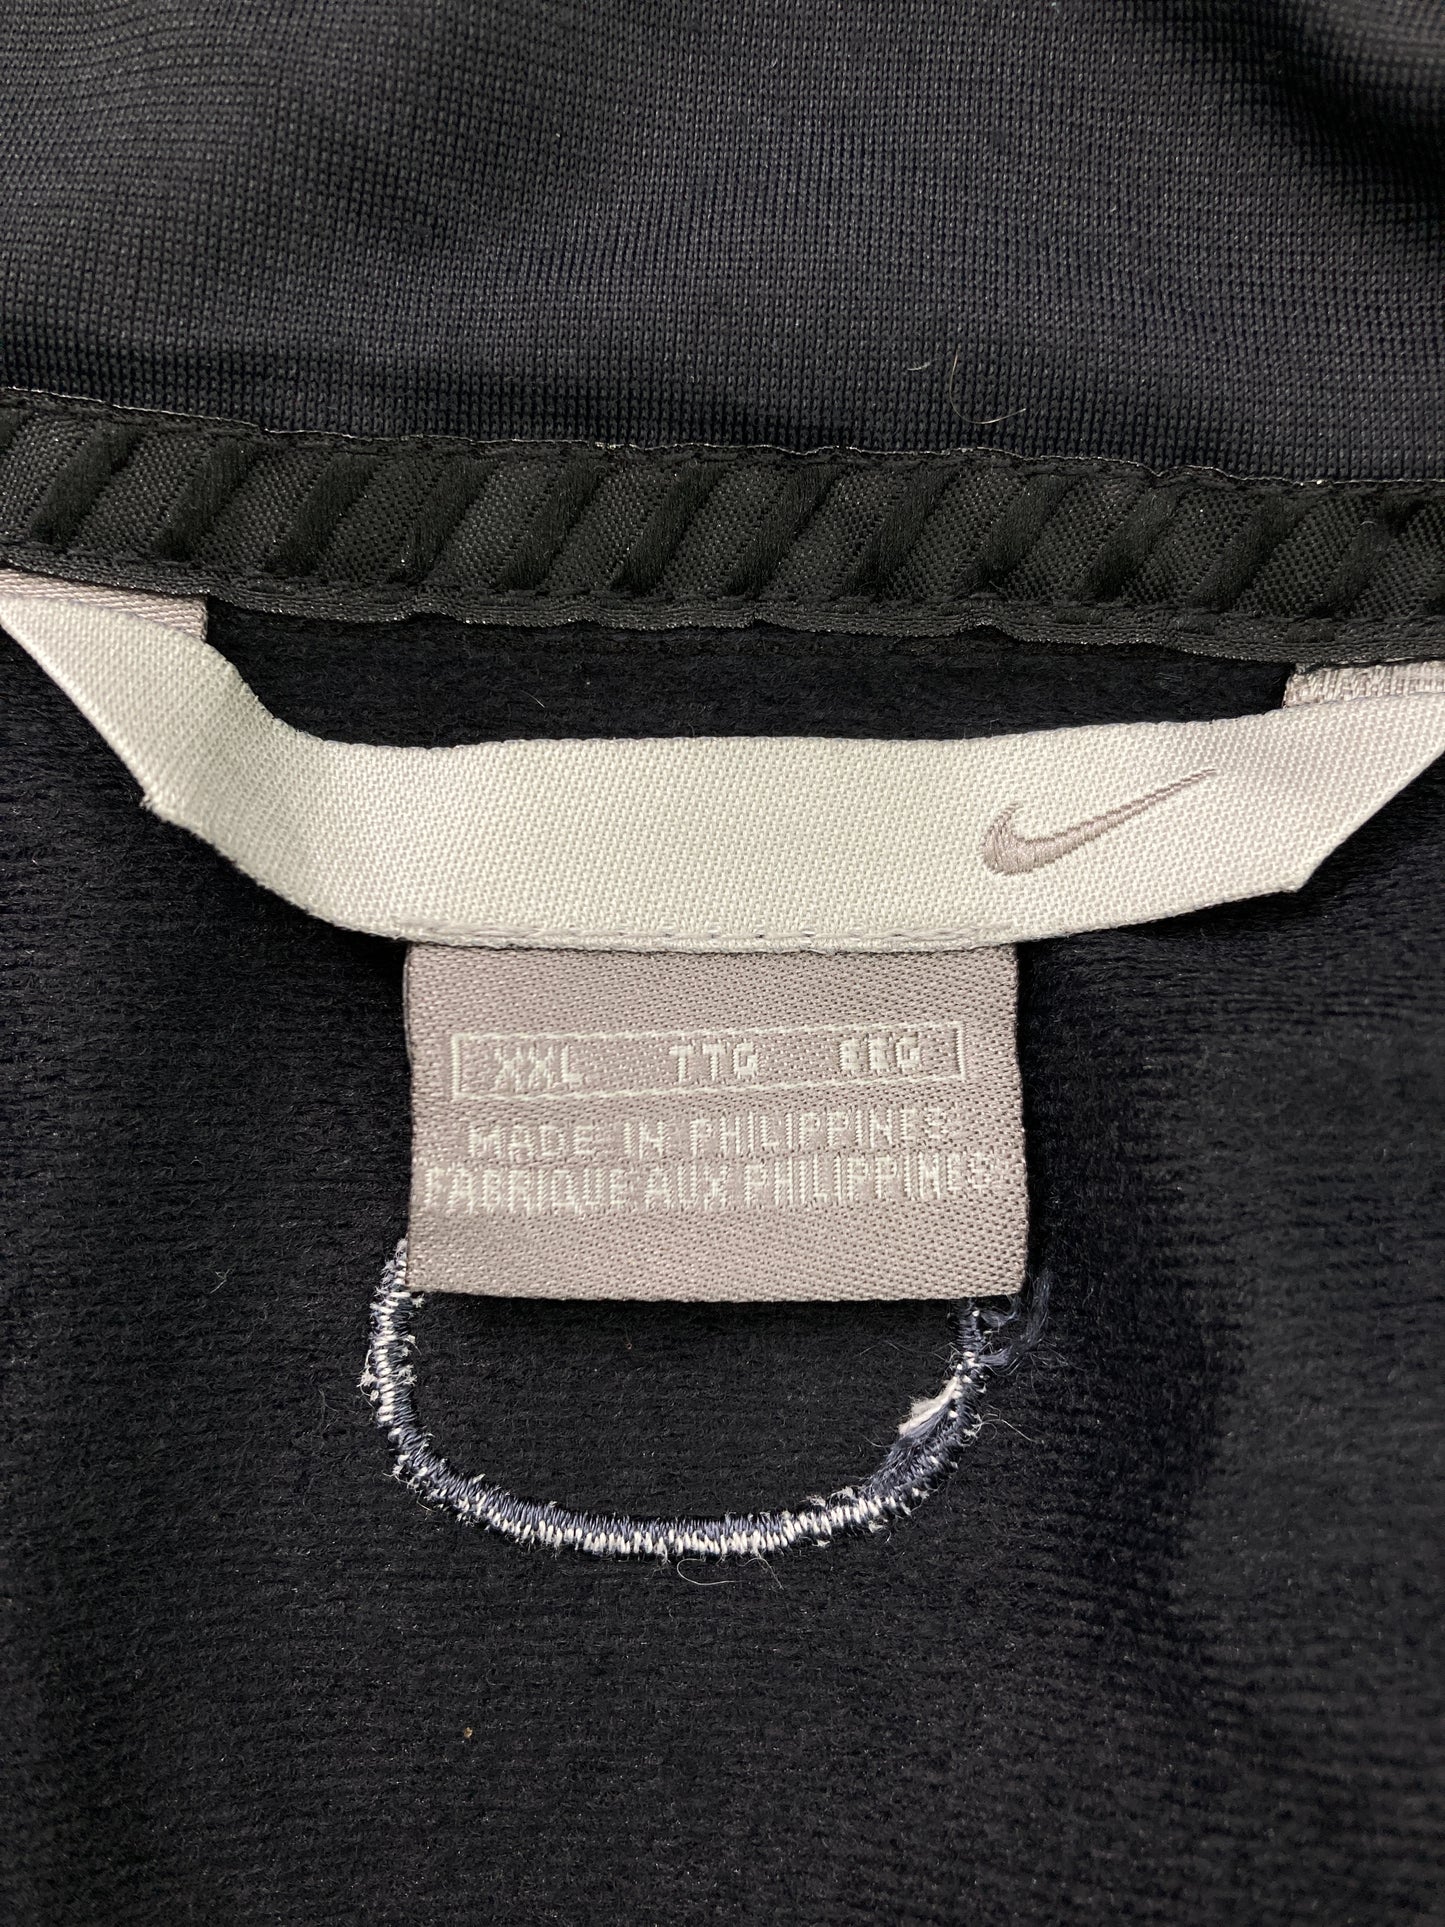 XXL TTG EEG
MADE IN PHILIPPINES
FABRIQUE AUX PHILIPPINES